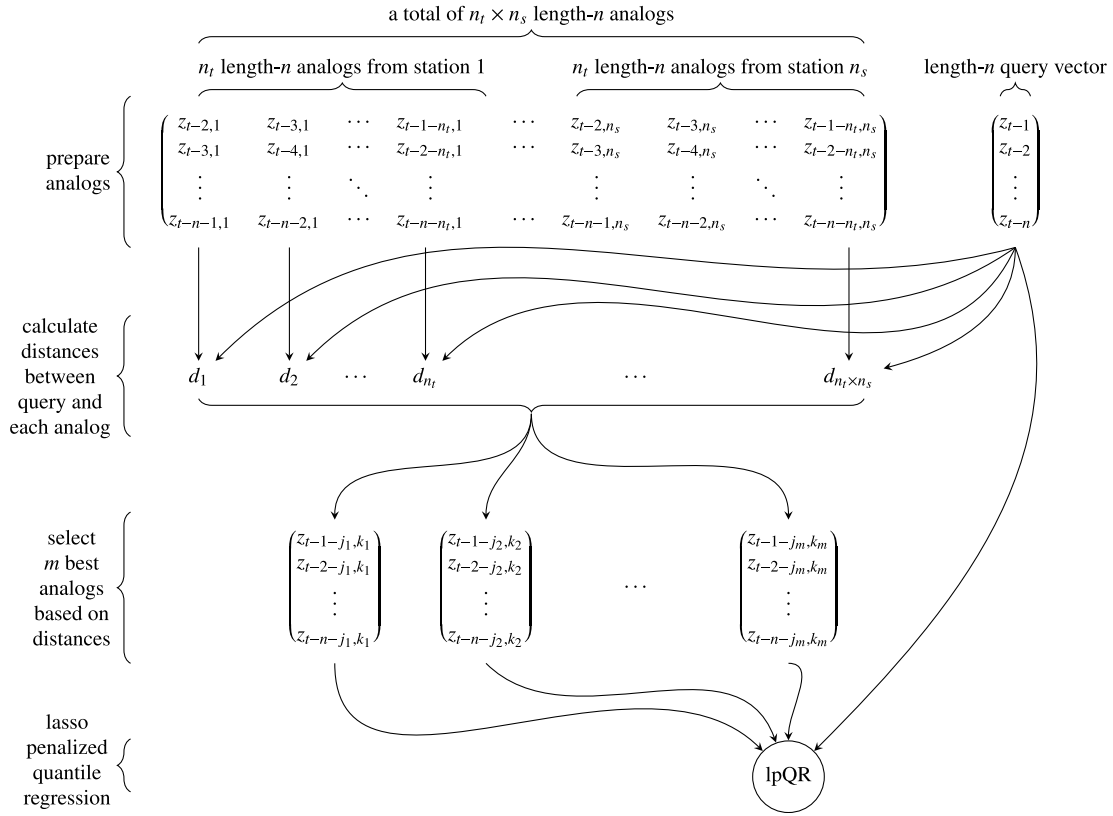 a total of n_t × n_s length-n analogs
n_t length-n analogs from station 1
n_t length-n analogs from station n_s
length-n query vector
prepare
analogs
z_{t−2,1} z_{t−3,1} ⋯ z_{t−1−n_t,1} ⋯ z_{t−2,n_s} z_{t−3,n_s} ⋯ z_{t−1−n_t,n_s} z_{t−1}
z_{t−3,1} z_{t−4,1} ⋯ z_{t−2−n_t,1} ⋯ z_{t−3,n_s} z_{t−4,n_s} ⋯ z_{t−2−n_t,n_s} z_{t−2}
⋮ ⋮ ⋱ ⋮ ⋮ ⋮ ⋱ ⋮ ⋮
z_{t−n−1,1} z_{t−n−2,1} ⋯ z_{t−n−n_t,1} ⋯ z_{t−n−1,n_s} z_{t−n−2,n_s} ⋯ z_{t−n−n_t,n_s} z_{t−n}
calculate
distances
between
query and
each analog
d_1 d_2 ⋯ d_{n_t} ⋯ d_{n_t×n_s}
select
m best
analogs
based on
distances
z_{t−1−j_1,k_1} z_{t−1−j_2,k_2} z_{t−1−j_m,k_m}
z_{t−2−j_1,k_1} z_{t−2−j_2,k_2} ⋯ z_{t−2−j_m,k_m}
⋮ ⋮ ⋮
z_{t−n−j_1,k_1} z_{t−n−j_2,k_2} z_{t−n−j_m,k_m}
lasso
penalized
quantile
regression
lpQR